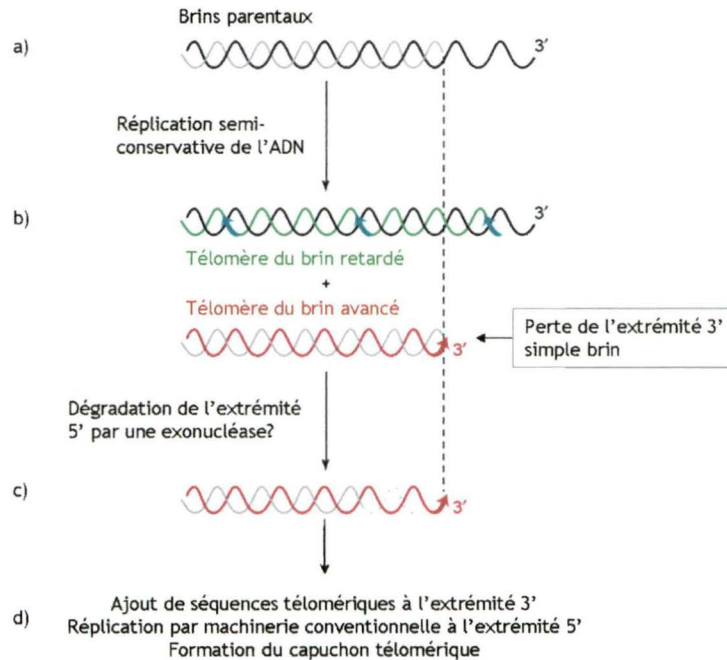 Brins parentaux
a)
3'
Réplication semi-
conservative de l'ADN
b)
3'
Télomère du brin retardé
+
Télomère du brin avancé
3'
Perte de l'extrémité 3'
simple brin
Dégradation de l'extrémité
5' par une exonucléase?
c)
3'
d)
Ajout de séquences télomériques à l'extrémité 3'
Réplication par machinerie conventionnelle à l'extrémité 5'
Formation du capuchon télomérique